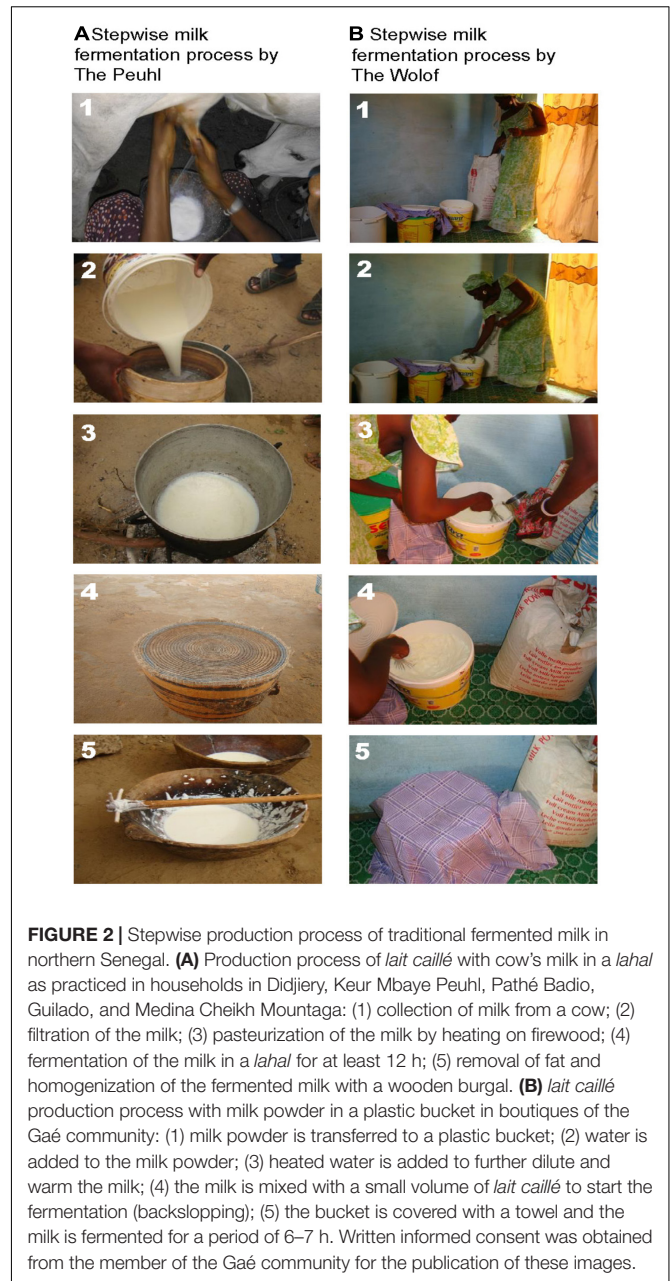 A Stepwise milk
fermentation process by
The Peuhl
B Stepwise milk
fermentation process by
The Wolof
1
2
3
4
5
1
2
3
4
5
FIGURE 2 | Stepwise production process of traditional fermented milk in
northern Senegal. (A) Production process of lait caillé with cow's milk in a lahal
as practiced in households in Didjiery, Keur Mbaye Peuhl, Pathé Badio,
Guilado, and Medina Cheikh Mountaga: (1) collection of milk from a cow; (2)
filtration of the milk; (3) pasteurization of the milk by heating on firewood; (4)
fermentation of the milk in a lahal for at least 12 h; (5) removal of fat and
homogenization of the fermented milk with a wooden burgal. (B) lait caillé
production process with milk powder in a plastic bucket in boutiques of the
Gaé community: (1) milk powder is transferred to a plastic bucket; (2) water is
added to the milk powder; (3) heated water is added to further dilute and
warm the milk; (4) the milk is mixed with a small volume of lait caillé to start the
fermentation (backslopping); (5) the bucket is covered with a towel and the
milk is fermented for a period of 6–7 h. Written informed consent was obtained
from the member of the Gaé community for the publication of these images.